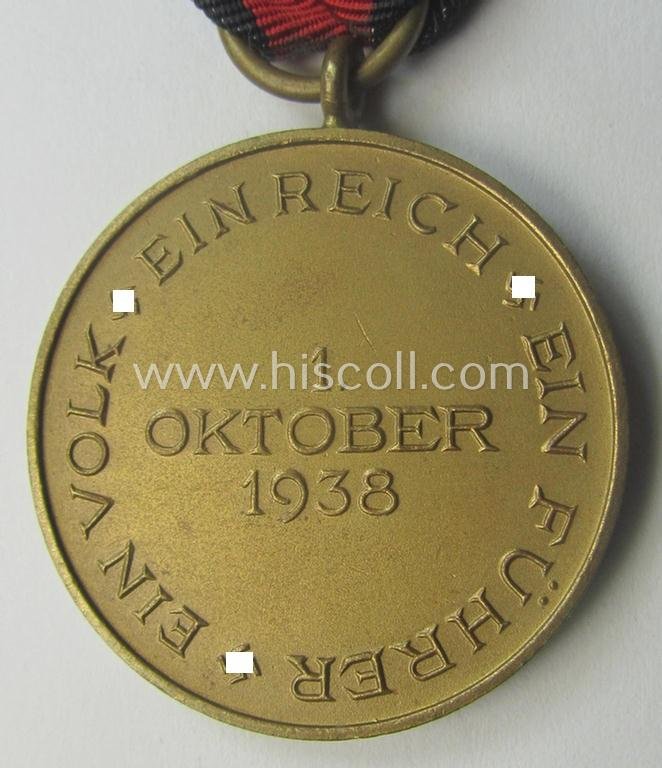 EIN VOLK EIN REICH EIN FÜHRER
1.
OKTOBER
1938
www.hiscoll.com